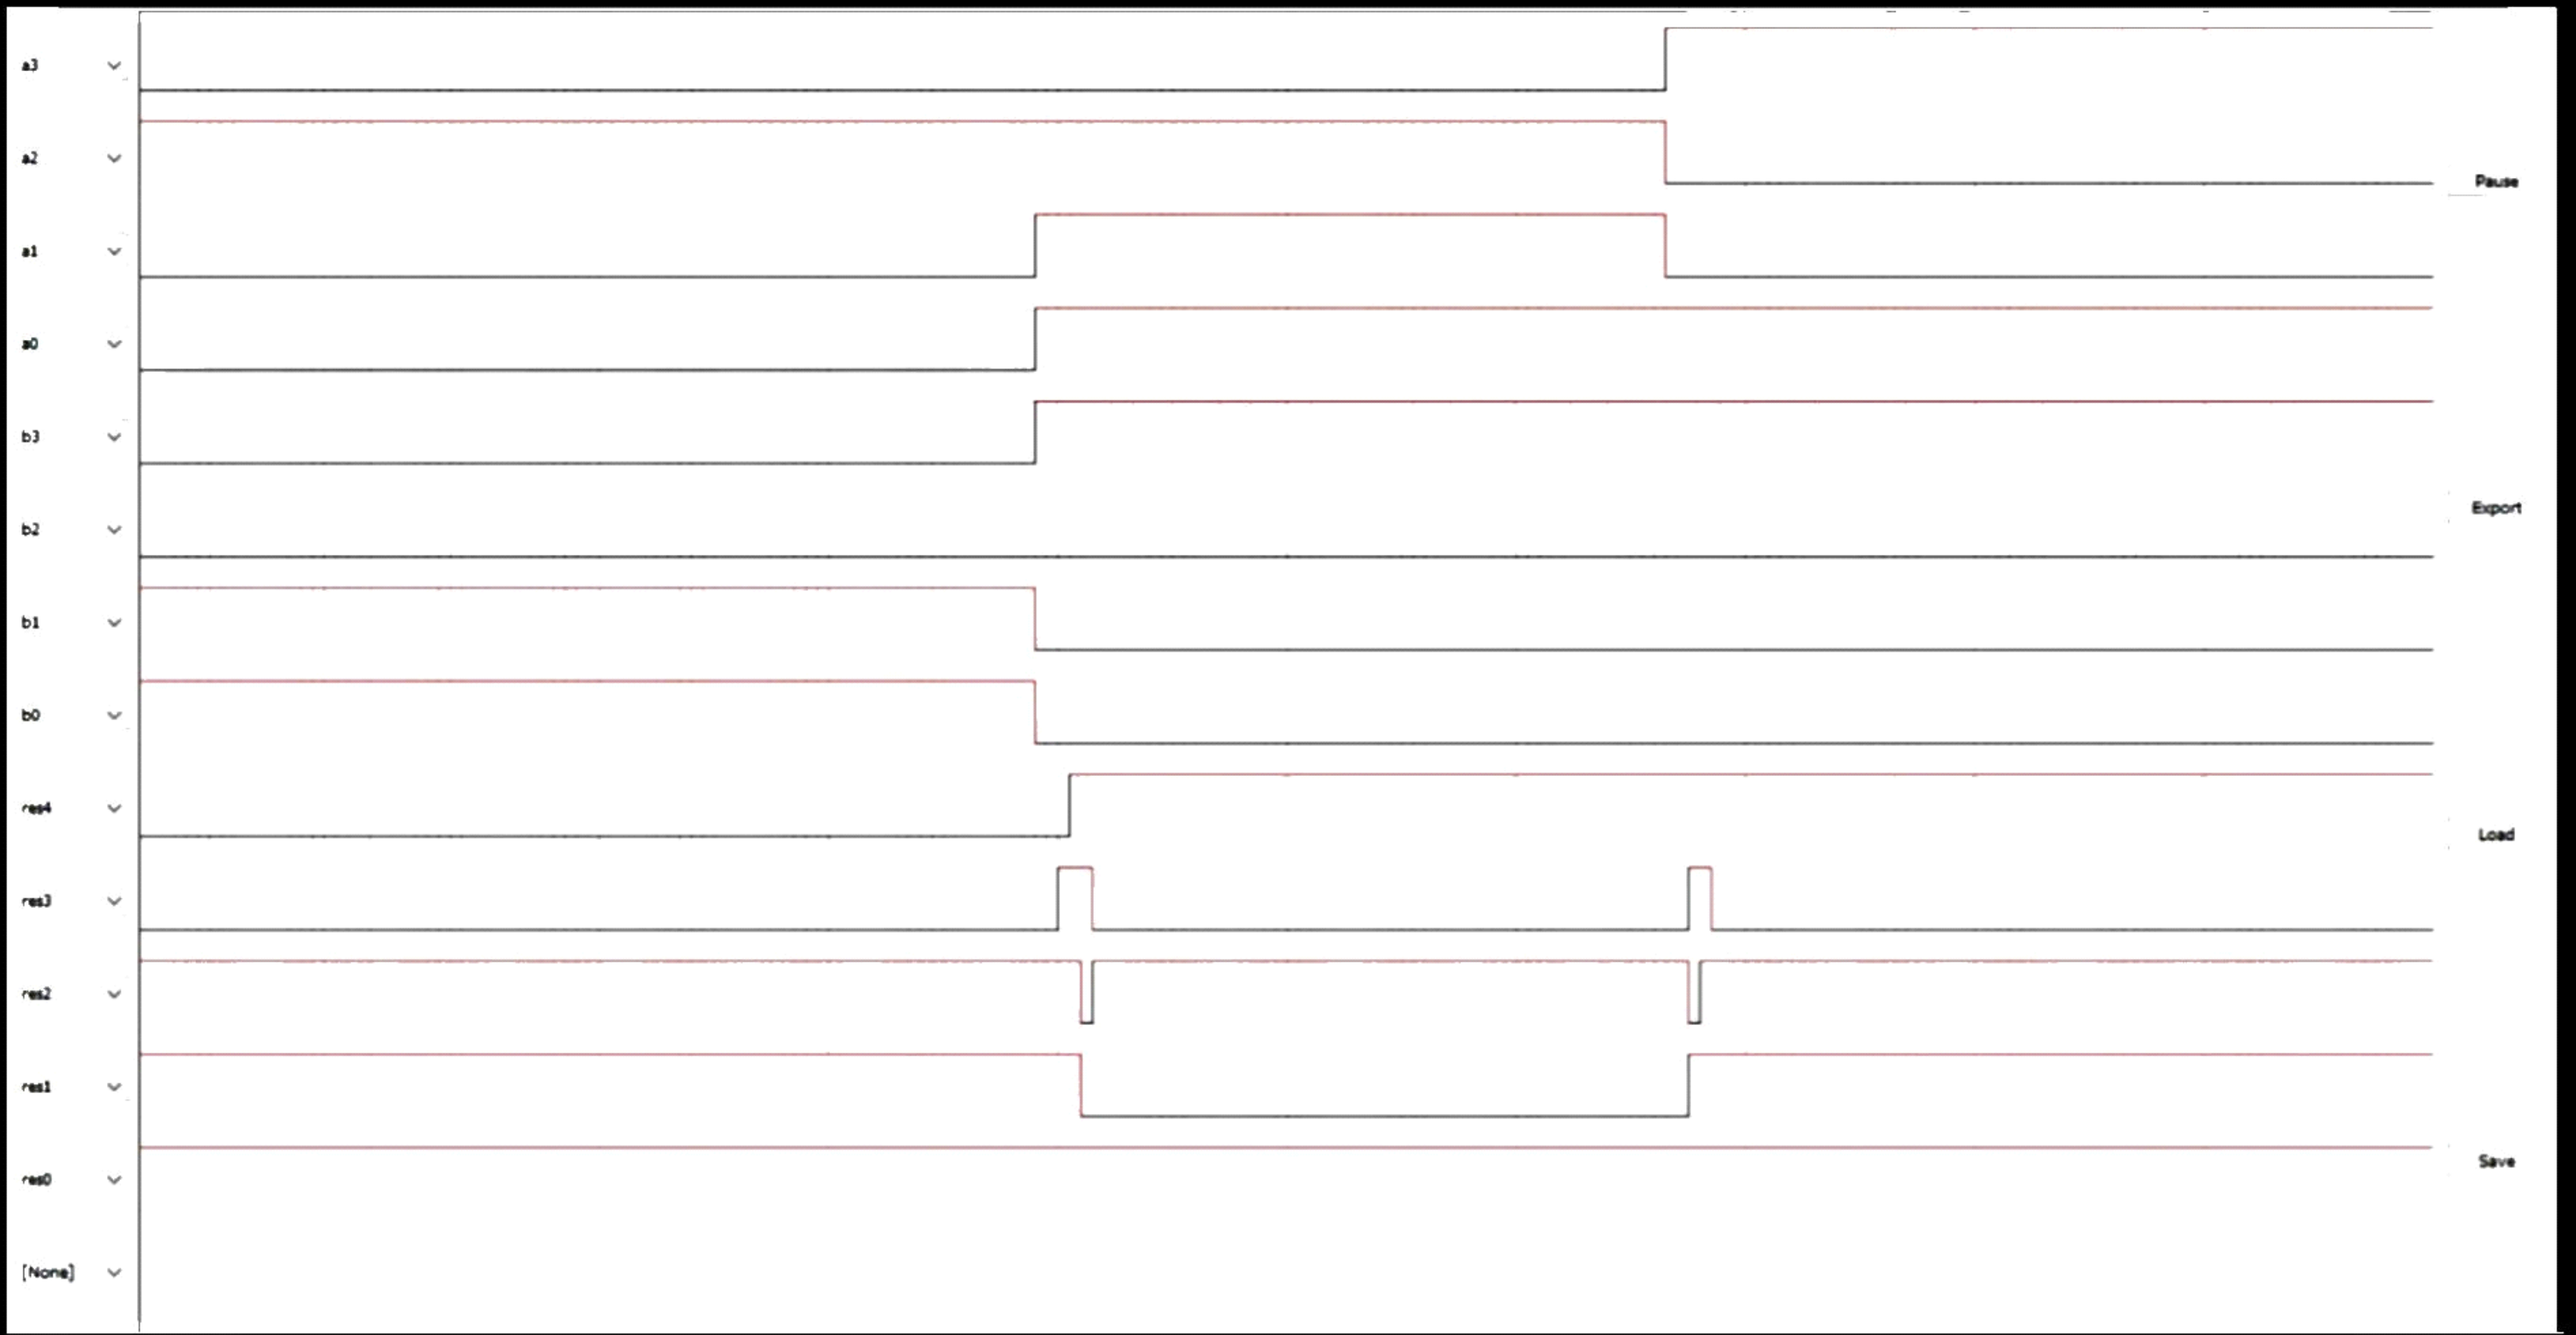 a3
a2
Pause
a1
a0
b3
b2
Export
b1
b0
res4
Load
res3
res2
res1
res0
Save
[None]